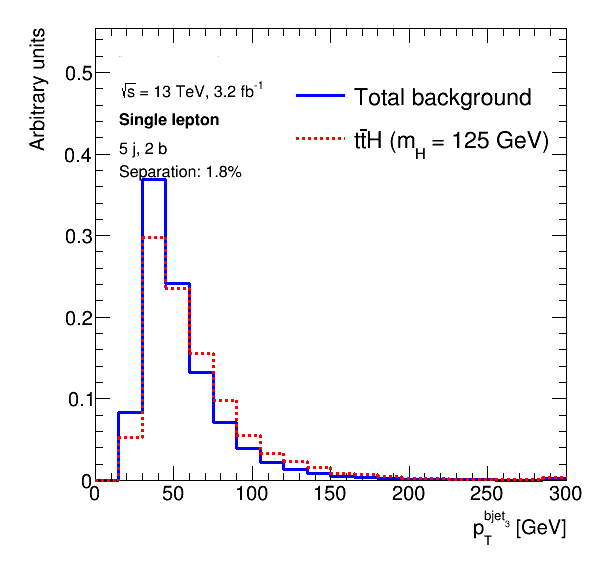 Arbitrary units
√s = 13 TeV, 3.2 fb⁻¹
Single lepton
5 j, 2 b
Separation: 1.8%
Total background
tt̄H (m_H = 125 GeV)
0.5
0.4
0.3
0.2
0.1
0
0 50 100 150 200 250 300
p_T^bjet_3 [GeV]